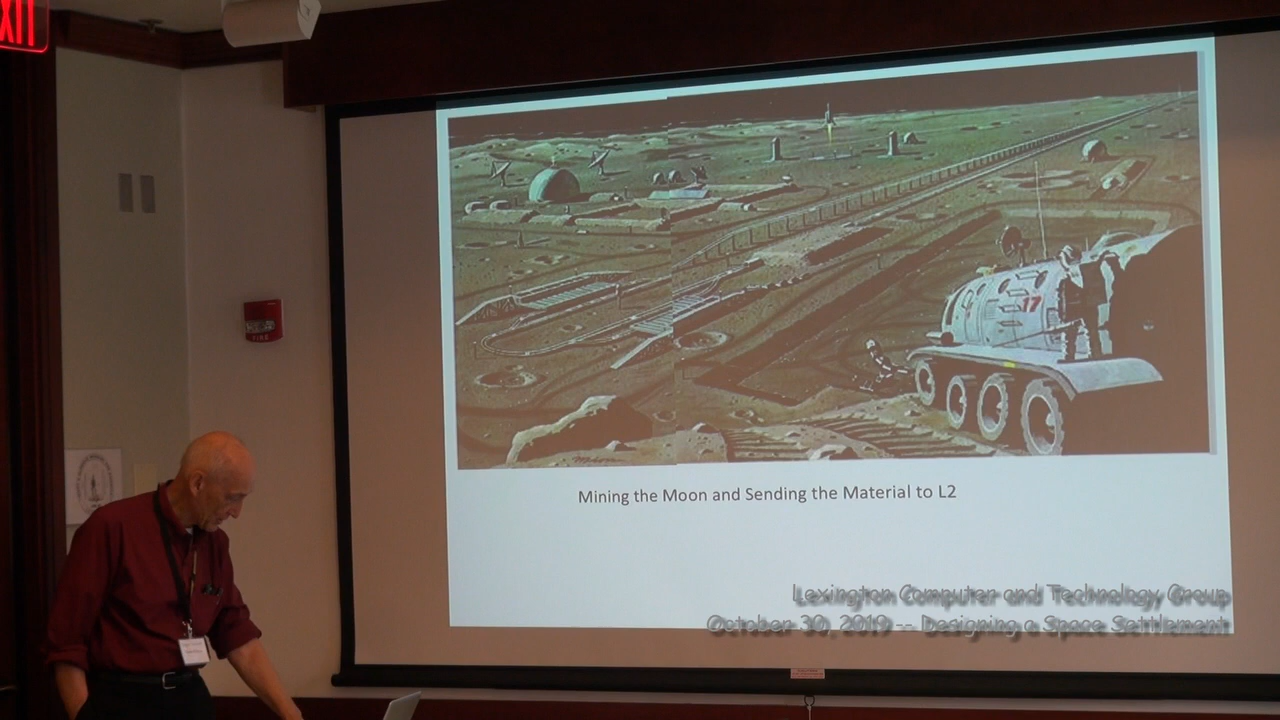 EXIT
FIRE
17
Mining the Moon and Sending the Material to L2
Lexington Computer and Technology Group
October 30, 2019 -- Designing a Space Settlement